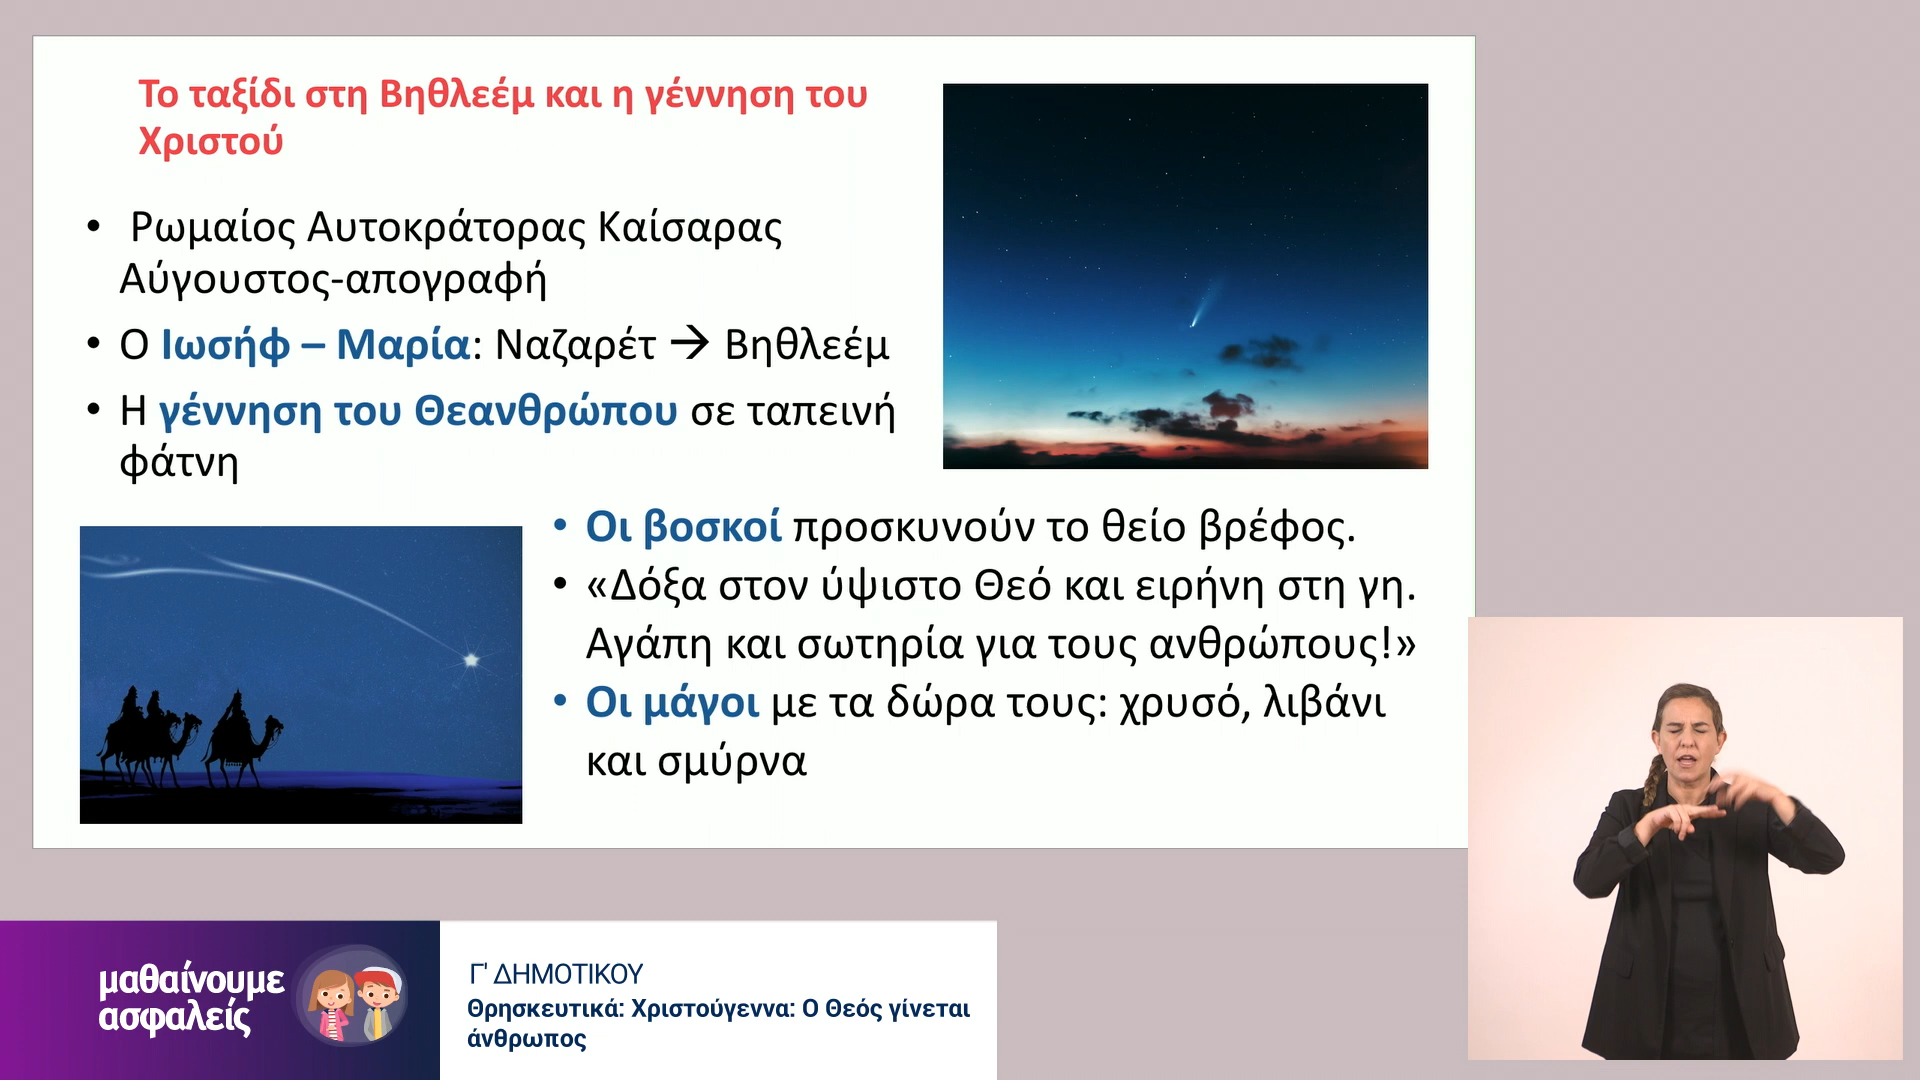 Το ταξίδι στη Βηθλεέμ και η γέννηση του
Χριστού
• Ρωμαίος Αυτοκράτορας Καίσαρας
Αύγουστος-απογραφή
• Ο Ιωσήφ – Μαρία: Ναζαρέτ → Βηθλεέμ
• Η γέννηση του Θεανθρώπου σε ταπεινή
φάτνη
• Οι βοσκοί προσκυνούν το θείο βρέφος.
• «Δόξα στον ύψιστο Θεό και ειρήνη στη γη.
Αγάπη και σωτηρία για τους ανθρώπους!»
• Οι μάγοι με τα δώρα τους: χρυσό, λιβάνι
και σμύρνα
μαθαίνουμε
ασφαλείς
Γ' ΔΗΜΟΤΙΚΟΥ
Θρησκευτικά: Χριστούγεννα: Ο Θεός γίνεται
άνθρωπος